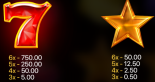 6x - 750.00
5x - 250.00
4x - 50.00
3x - 5.00
6x - 50.00
5x - 12.50
4x - 2.50
3x - 0.50